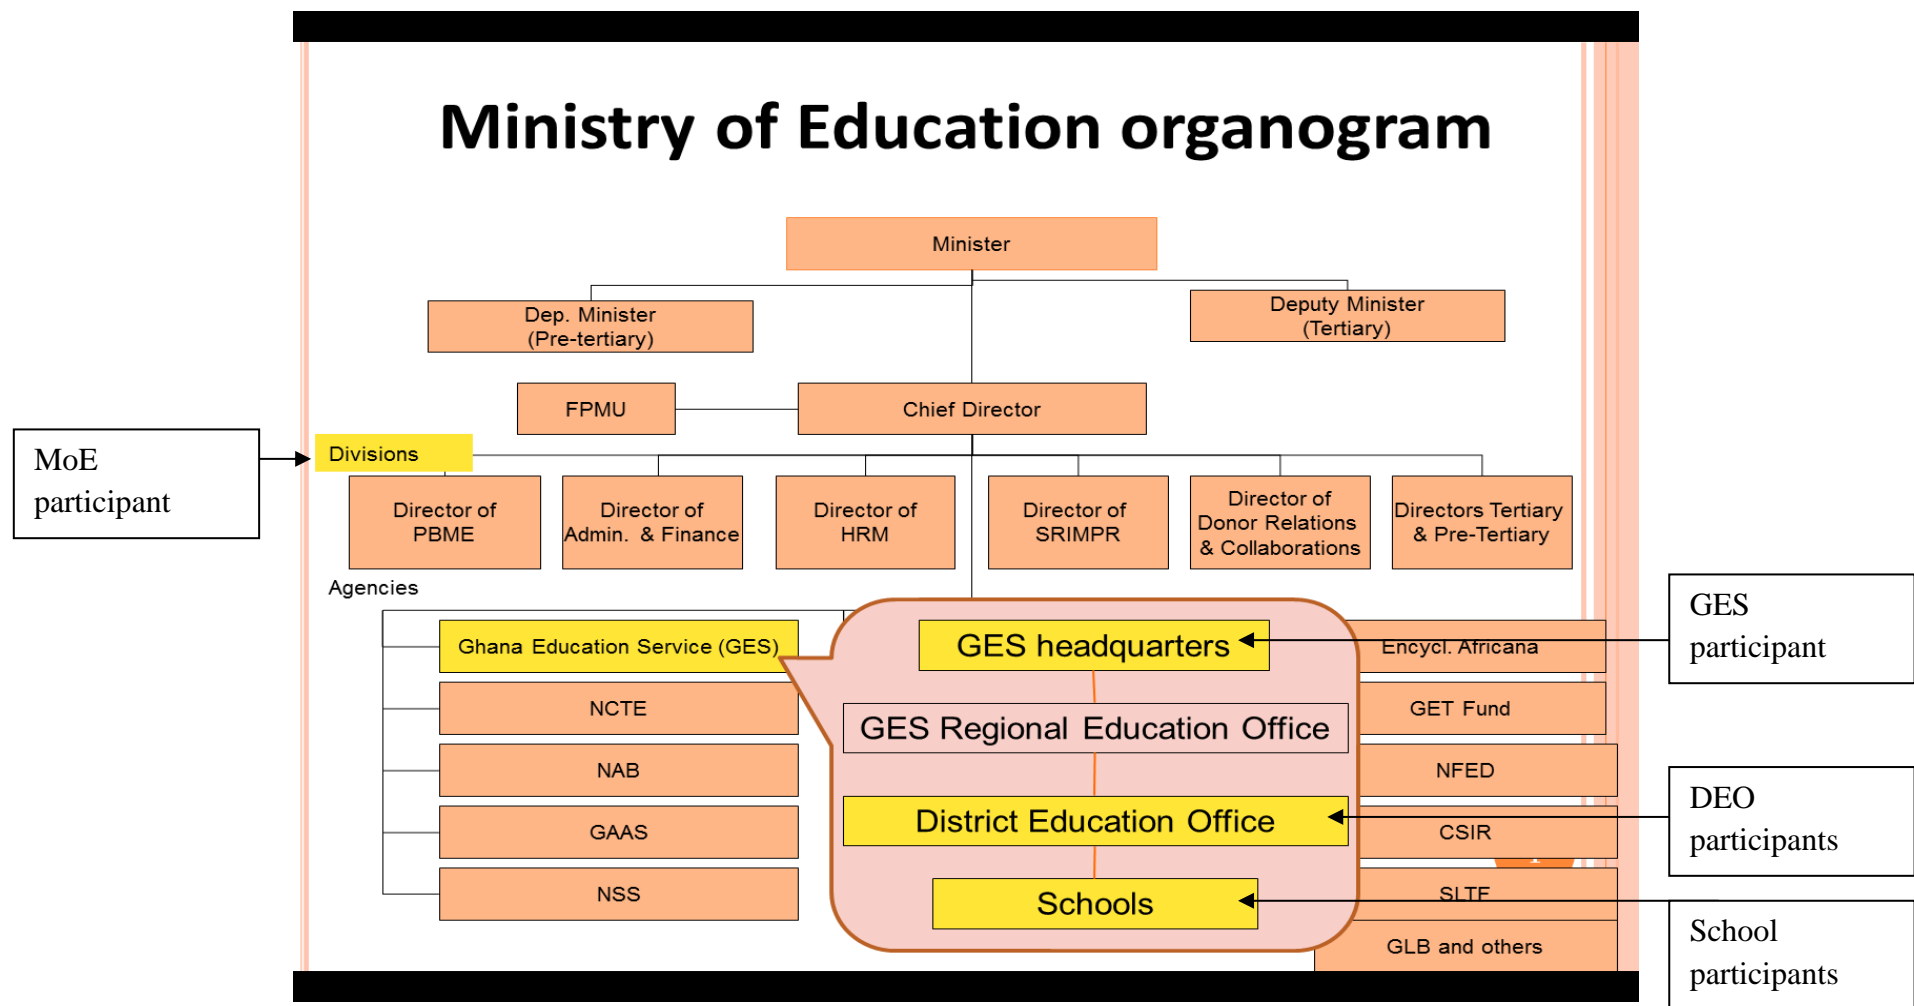 Ministry of Education organogram
Minister
Dep. Minister
(Pre-tertiary)
Deputy Minister
(Tertiary)
FPMU
Chief Director
MoE
participant
Divisions
Director of
PBME
Director of
Admin. & Finance
Director of
HRM
Director of
SRIMPR
Director of
Donor Relations
& Collaborations
Directors Tertiary
& Pre-Tertiary
Agencies
Ghana Education Service (GES)
NCTE
NAB
GAAS
NSS
GES headquarters
GES Regional Education Office
District Education Office
Schools
Encycl. Africana
GET Fund
NFED
CSIR
SLTF
GLB and others
GES
participant
DEO
participants
School
participants